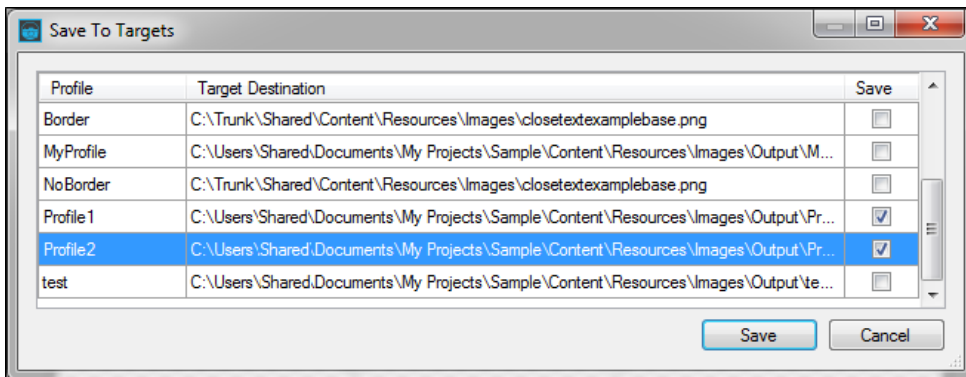 Save To Targets
Profile Target Destination Save
Border C:\Trunk\Shared\Content\Resources\Images\closetextexamplebase.png
MyProfile C:\Users\Shared\Documents\My Projects\Sample\Content\Resources\Images\Output\M...
NoBorder C:\Trunk\Shared\Content\Resources\Images\closetextexamplebase.png
Profile1 C:\Users\Shared\Documents\My Projects\Sample\Content\Resources\Images\Output\Pr...
Profile2 C:\Users\Shared\Documents\My Projects\Sample\Content\Resources\Images\Output\Pr...
test C:\Users\Shared\Documents\My Projects\Sample\Content\Resources\Images\Output\te...
Save Cancel